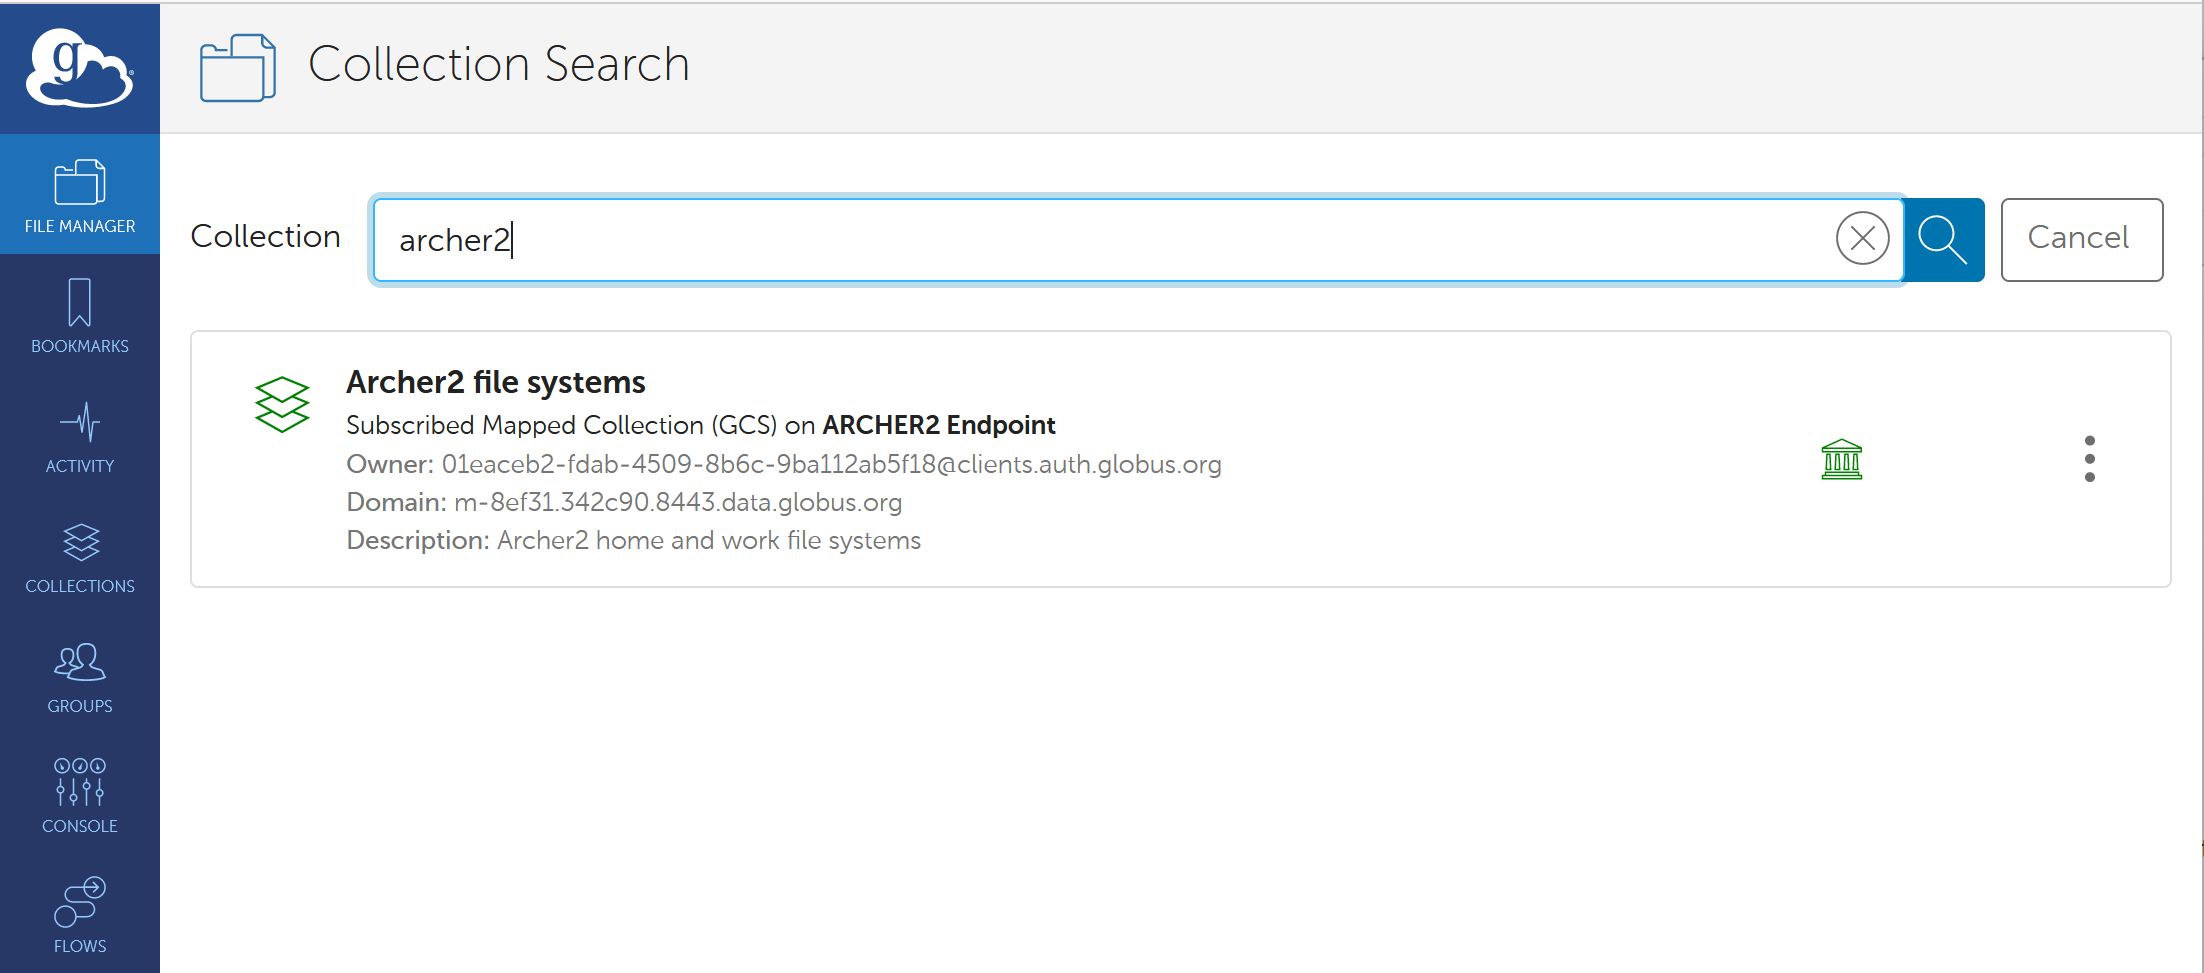 g
Collection Search
FILE MANAGER
BOOKMARKS
ACTIVITY
COLLECTIONS
GROUPS
CONSOLE
FLOWS
Collection
archer2
Cancel
Archer2 file systems
Subscribed Mapped Collection (GCS) on ARCHER2 Endpoint
Owner: 01eaceb2-fdab-4509-8b6c-9ba112ab5f18@clients.auth.globus.org
Domain: m-8ef31.342c90.8443.data.globus.org
Description: Archer2 home and work file systems